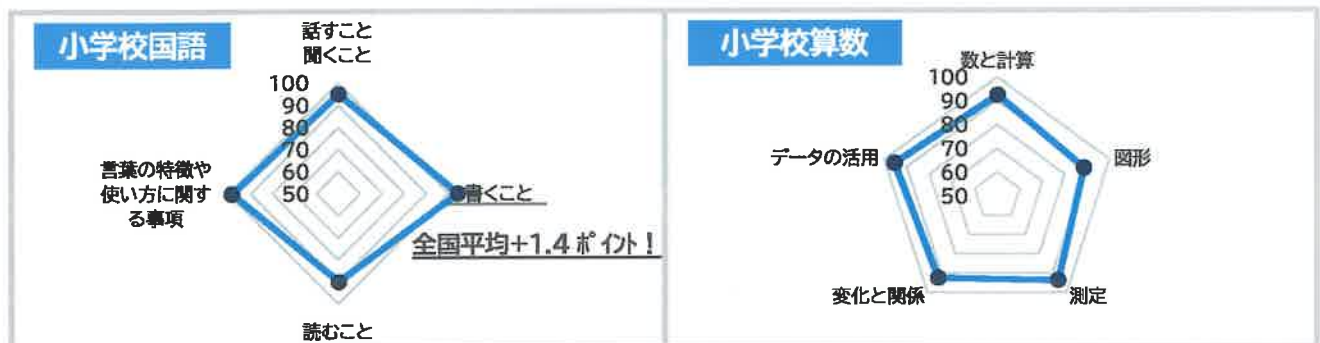 小学校国語
話すこと
聞くこと
100
90
80
70
60
50
言葉の特徴や
使い方に関す
る事項
書くこと
全国平均+1.4ポイント!
読むこと
小学校算数
数と計算
100
90
80
70
60
50
データの活用
図形
変化と関係
測定